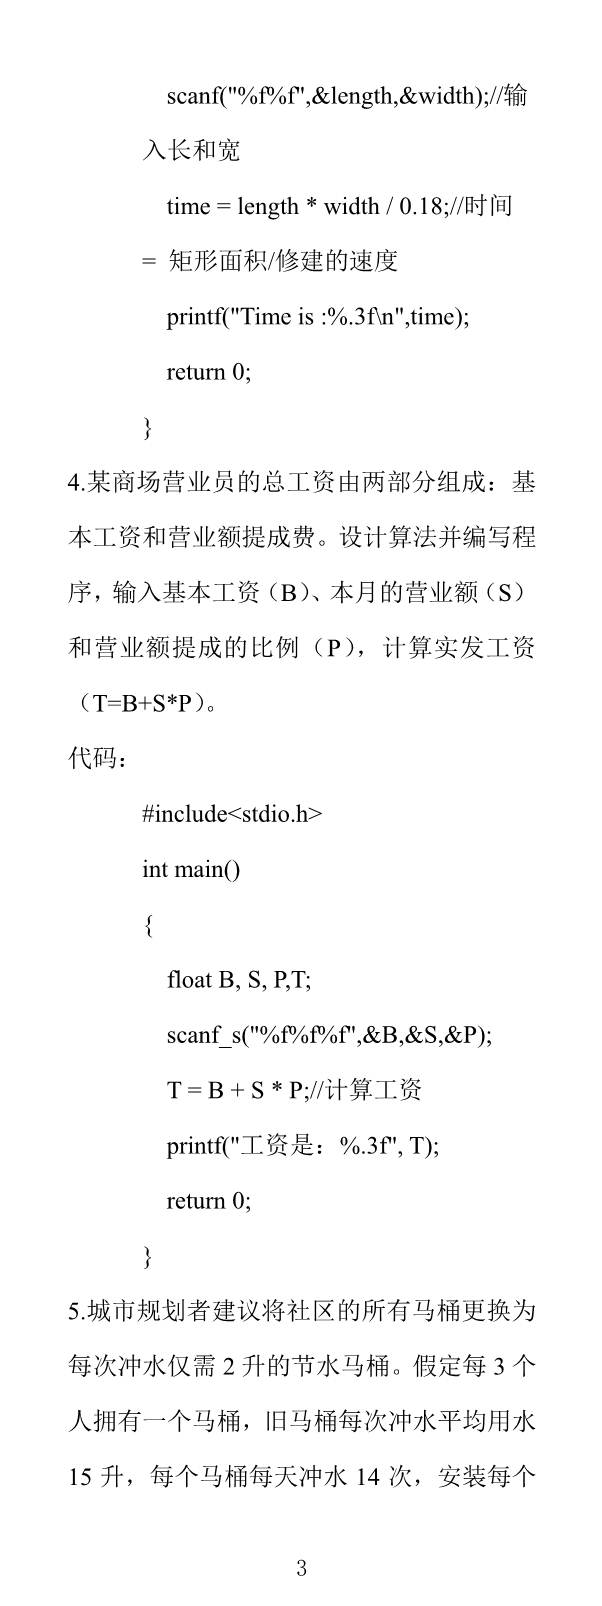 scanf("%f%f",&length,&width);//输
入长和宽
time = length * width / 0.18;//时间
= 矩形面积/修建的速度
printf("Time is :%.3f\n",time);
return 0;
}
4.某商场营业员的总工资由两部分组成：基
本工资和营业额提成费。设计算法并编写程
序，输入基本工资（B）、本月的营业额（S）
和营业额提成的比例（P），计算实发工资
（T=B+S*P）。
代码：
#include<stdio.h>
int main()
{
float B, S, P,T;
scanf_s("%f%f%f",&B,&S,&P);
T = B + S * P;//计算工资
printf("工资是：%.3f", T);
return 0;
}
5.城市规划者建议将社区的所有马桶更换为
每次冲水仅需 2 升的节水马桶。假定每 3 个
人拥有一个马桶，旧马桶每次冲水平均用水
15 升，每个马桶每天冲水 14 次，安装每个
3